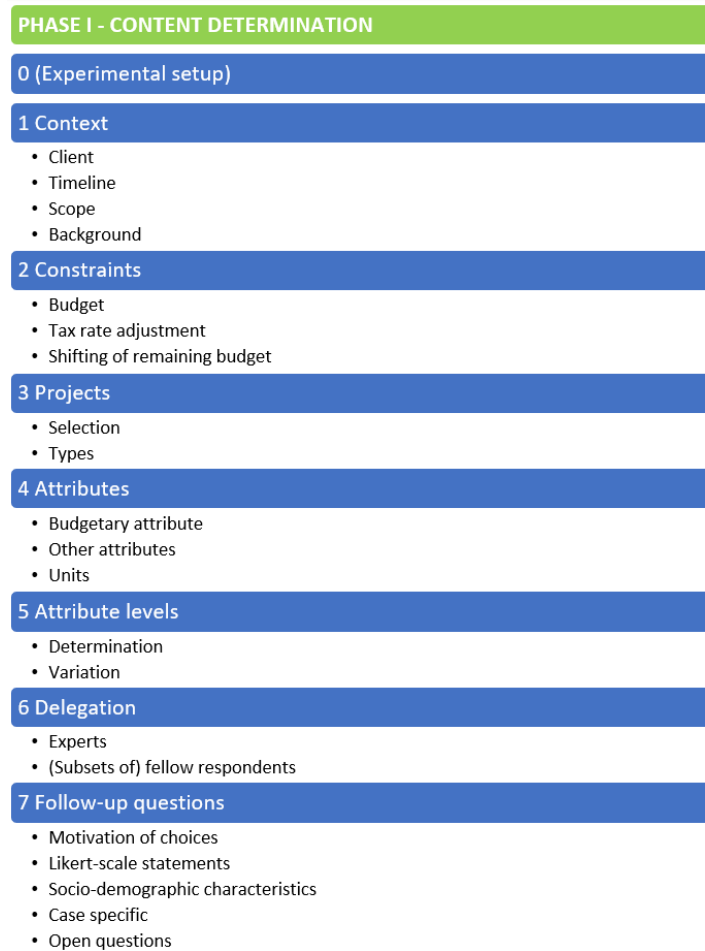 PHASE I - CONTENT DETERMINATION
0 (Experimental setup)
1 Context
• Client
• Timeline
• Scope
• Background
2 Constraints
• Budget
• Tax rate adjustment
• Shifting of remaining budget
3 Projects
• Selection
• Types
4 Attributes
• Budgetary attribute
• Other attributes
• Units
5 Attribute levels
• Determination
• Variation
6 Delegation
• Experts
• (Subsets of) fellow respondents
7 Follow-up questions
• Motivation of choices
• Likert-scale statements
• Socio-demographic characteristics
• Case specific
• Open questions